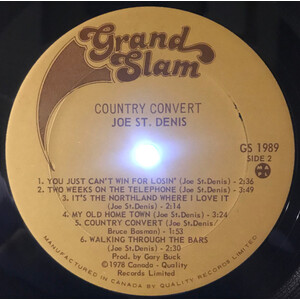 Grand
Slam
COUNTRY CONVERT
JOE ST. DENIS
GS 1989
SIDE 2
1. YOU JUST CAN'T WIN FOR LOSIN' (Joe St.Denis) - 2:36
2. TWO WEEKS ON THE TELEPHONE (Joe St.Denis) - 3:49
3. IT'S THE NORTHLAND WHERE I LOVE IT
(Joe St.Denis) - 2:14
4. MY OLD HOME TOWN (Joe St.Denis) - 3:24
5. COUNTRY CONVERT (Joe St.Denis -
Bruce Bosman) - 1:53
6. WALKING THROUGH THE BARS
(Joe St.Denis) - 2:30
Prod. by Gary Buck
©1978 Canada - Quality
Records Limited
MANUFACTURED IN CANADA BY QUALITY RECORDS LIMITED